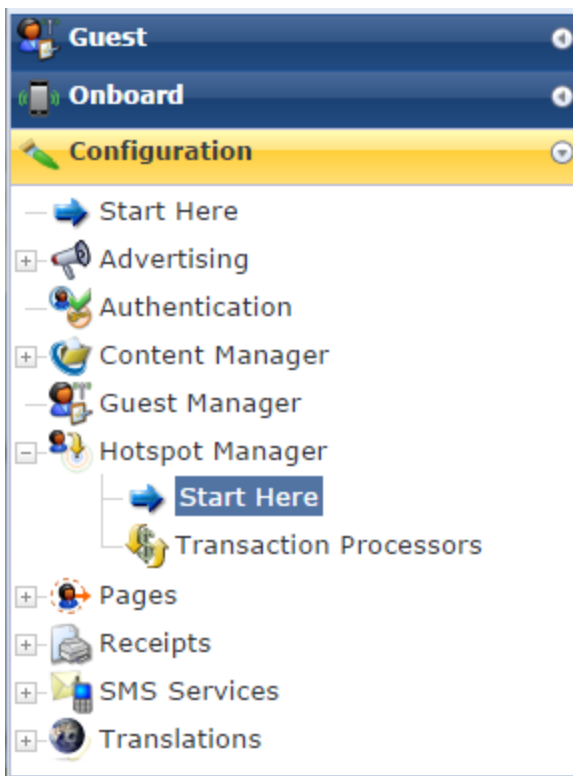 Guest
Onboard
Configuration
Start Here
Advertising
Authentication
Content Manager
Guest Manager
Hotspot Manager
Start Here
Transaction Processors
Pages
Receipts
SMS Services
Translations